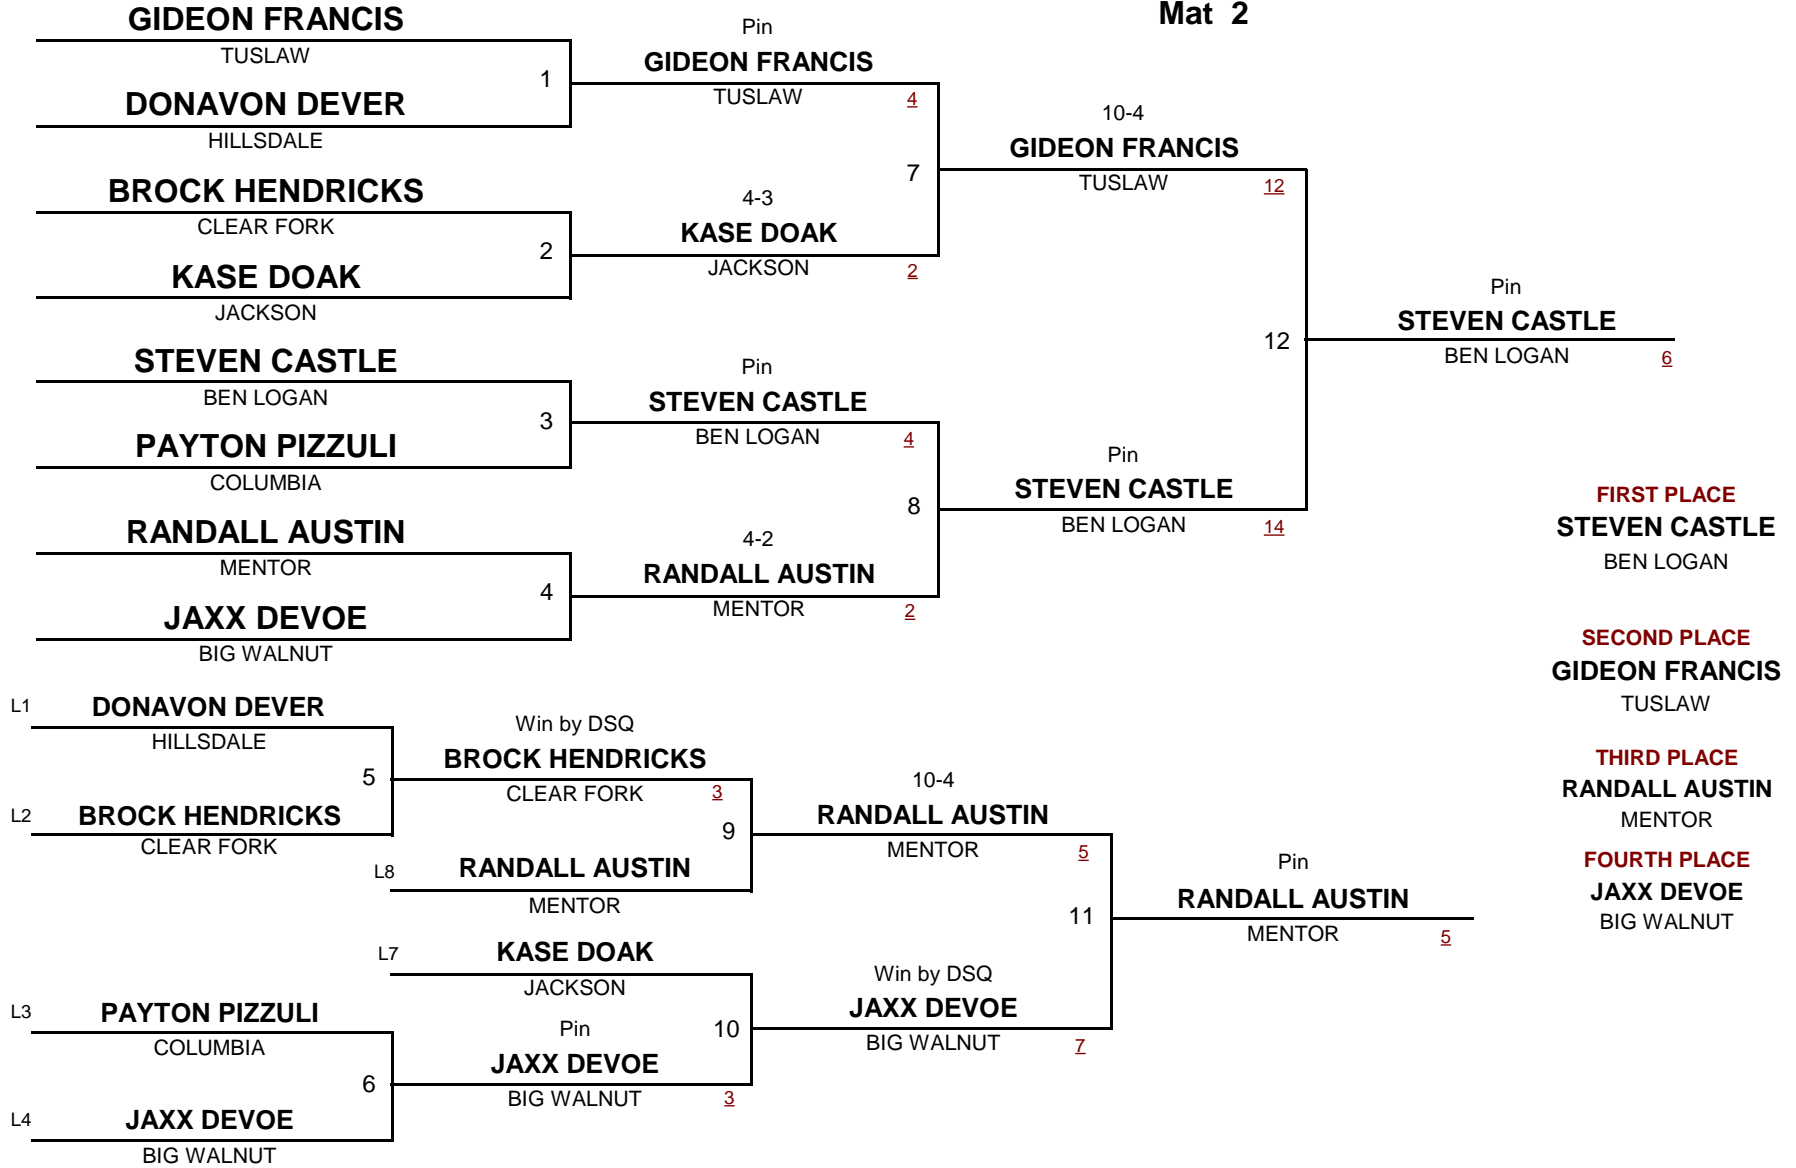 Mat 2
GIDEON FRANCIS
TUSLAW
1
DONAVON DEVER
HILLSDALE
BROCK HENDRICKS
CLEAR FORK
2
KASE DOAK
JACKSON
STEVEN CASTLE
BEN LOGAN
3
PAYTON PIZZULI
COLUMBIA
RANDALL AUSTIN
MENTOR
4
JAXX DEVOE
BIG WALNUT
Pin
GIDEON FRANCIS
TUSLAW 4
7
4-3
KASE DOAK
JACKSON 2
Pin
STEVEN CASTLE
BEN LOGAN 4
8
4-2
RANDALL AUSTIN
MENTOR 2
10-4
GIDEON FRANCIS
TUSLAW 12
12
Pin
STEVEN CASTLE
BEN LOGAN 14
Pin
STEVEN CASTLE
BEN LOGAN 6
FIRST PLACE
STEVEN CASTLE
BEN LOGAN
SECOND PLACE
GIDEON FRANCIS
TUSLAW
THIRD PLACE
RANDALL AUSTIN
MENTOR
FOURTH PLACE
JAXX DEVOE
BIG WALNUT
L1 DONAVON DEVER
HILLSDALE
5
L2 BROCK HENDRICKS
CLEAR FORK
Win by DSQ
BROCK HENDRICKS
CLEAR FORK 3
9
L8 RANDALL AUSTIN
MENTOR
L7 KASE DOAK
JACKSON
10
Pin
JAXX DEVOE
BIG WALNUT 3
L3 PAYTON PIZZULI
COLUMBIA
6
L4 JAXX DEVOE
BIG WALNUT
10-4
RANDALL AUSTIN
MENTOR 5
11
Win by DSQ
JAXX DEVOE
BIG WALNUT 7
Pin
RANDALL AUSTIN
MENTOR 5